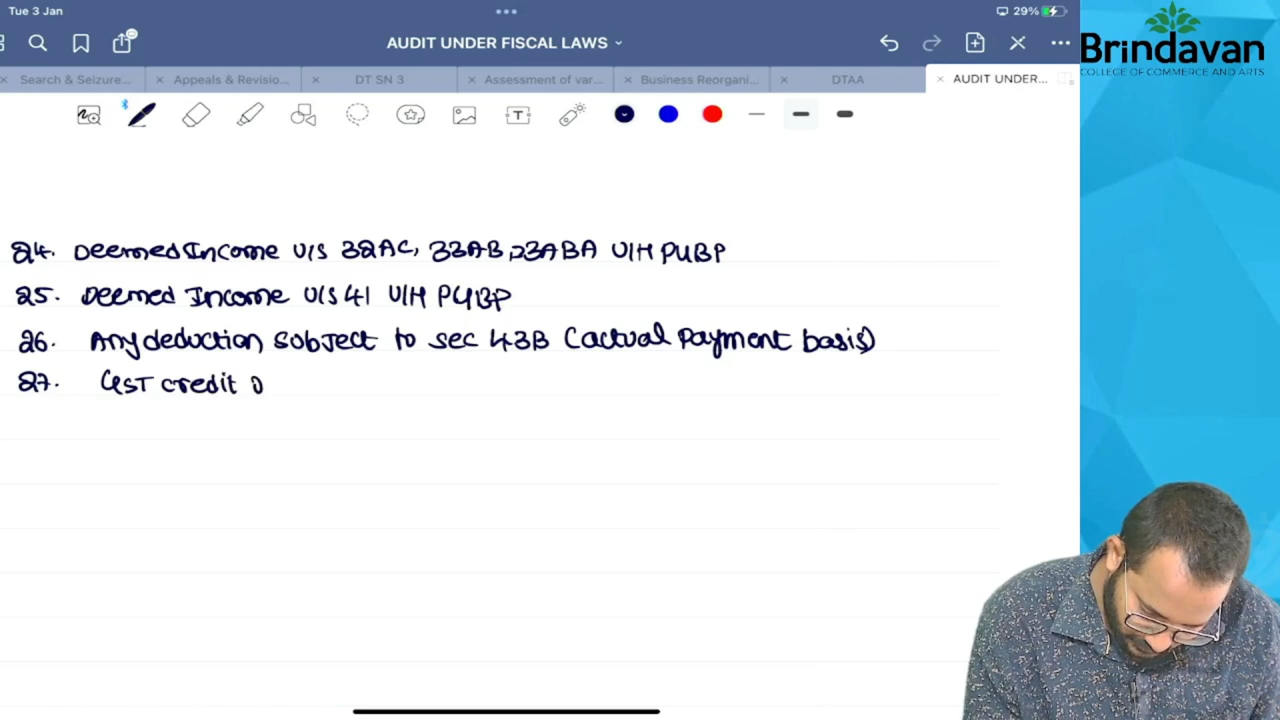 Tue 3 Jan
29%
AUDIT UNDER FISCAL LAWS
Search & Seizure...
Appeals & Revisio...
DT SN 3
Assessment of var...
Business Reorgani...
DTAA
AUDIT UNDER...
Brindavan
COLLEGE OF COMMERCE AND ARTS
24. Deemed Income U/S 32AC, 33AB, 33ABA U/H PUBP
25. Deemed Income U/S 41 U/H PUBP
26. Any deduction subject to sec 43B (actual payment basis)
27. GST credit